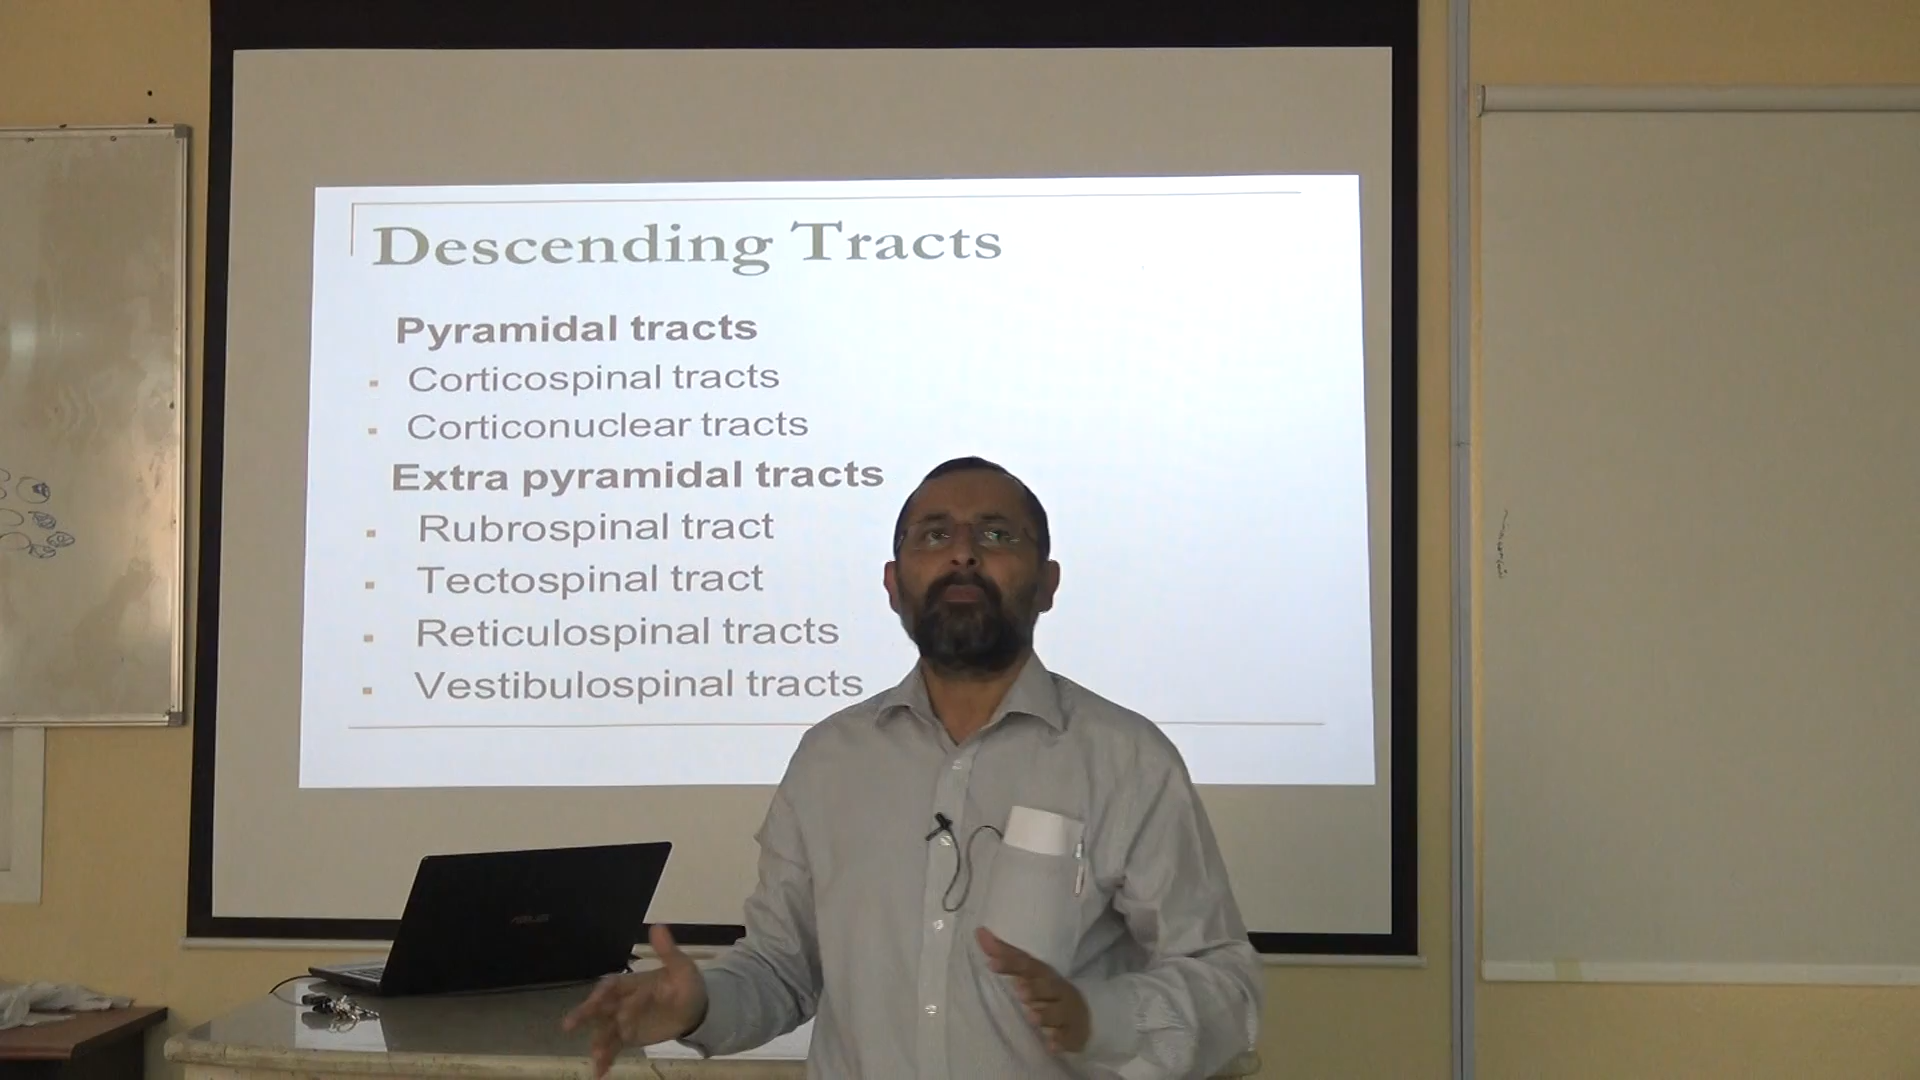 Descending Tracts
Pyramidal tracts
▪ Corticospinal tracts
▪ Corticonuclear tracts
Extra pyramidal tracts
▪ Rubrospinal tract
▪ Tectospinal tract
▪ Reticulospinal tracts
▪ Vestibulospinal tracts
ASUS